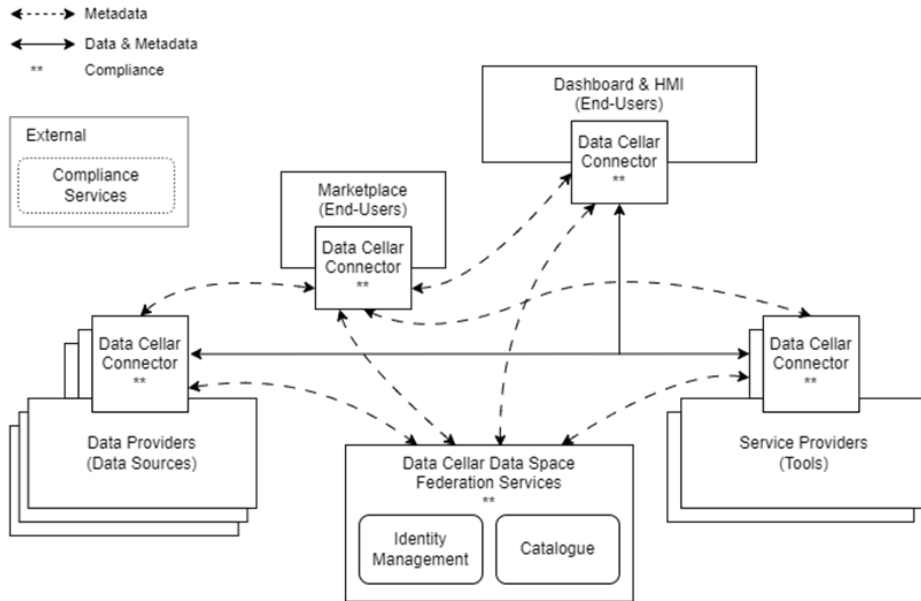 Metadata
Data & Metadata
** Compliance
External
Compliance
Services
Dashboard & HMI
(End-Users)
Data Cellar
Connector
**
Marketplace
(End-Users)
Data Cellar
Connector
**
Data Cellar
Connector
**
Data Providers
(Data Sources)
Data Cellar
Connector
**
Service Providers
(Tools)
Data Cellar Data Space
Federation Services
**
Identity
Management
Catalogue